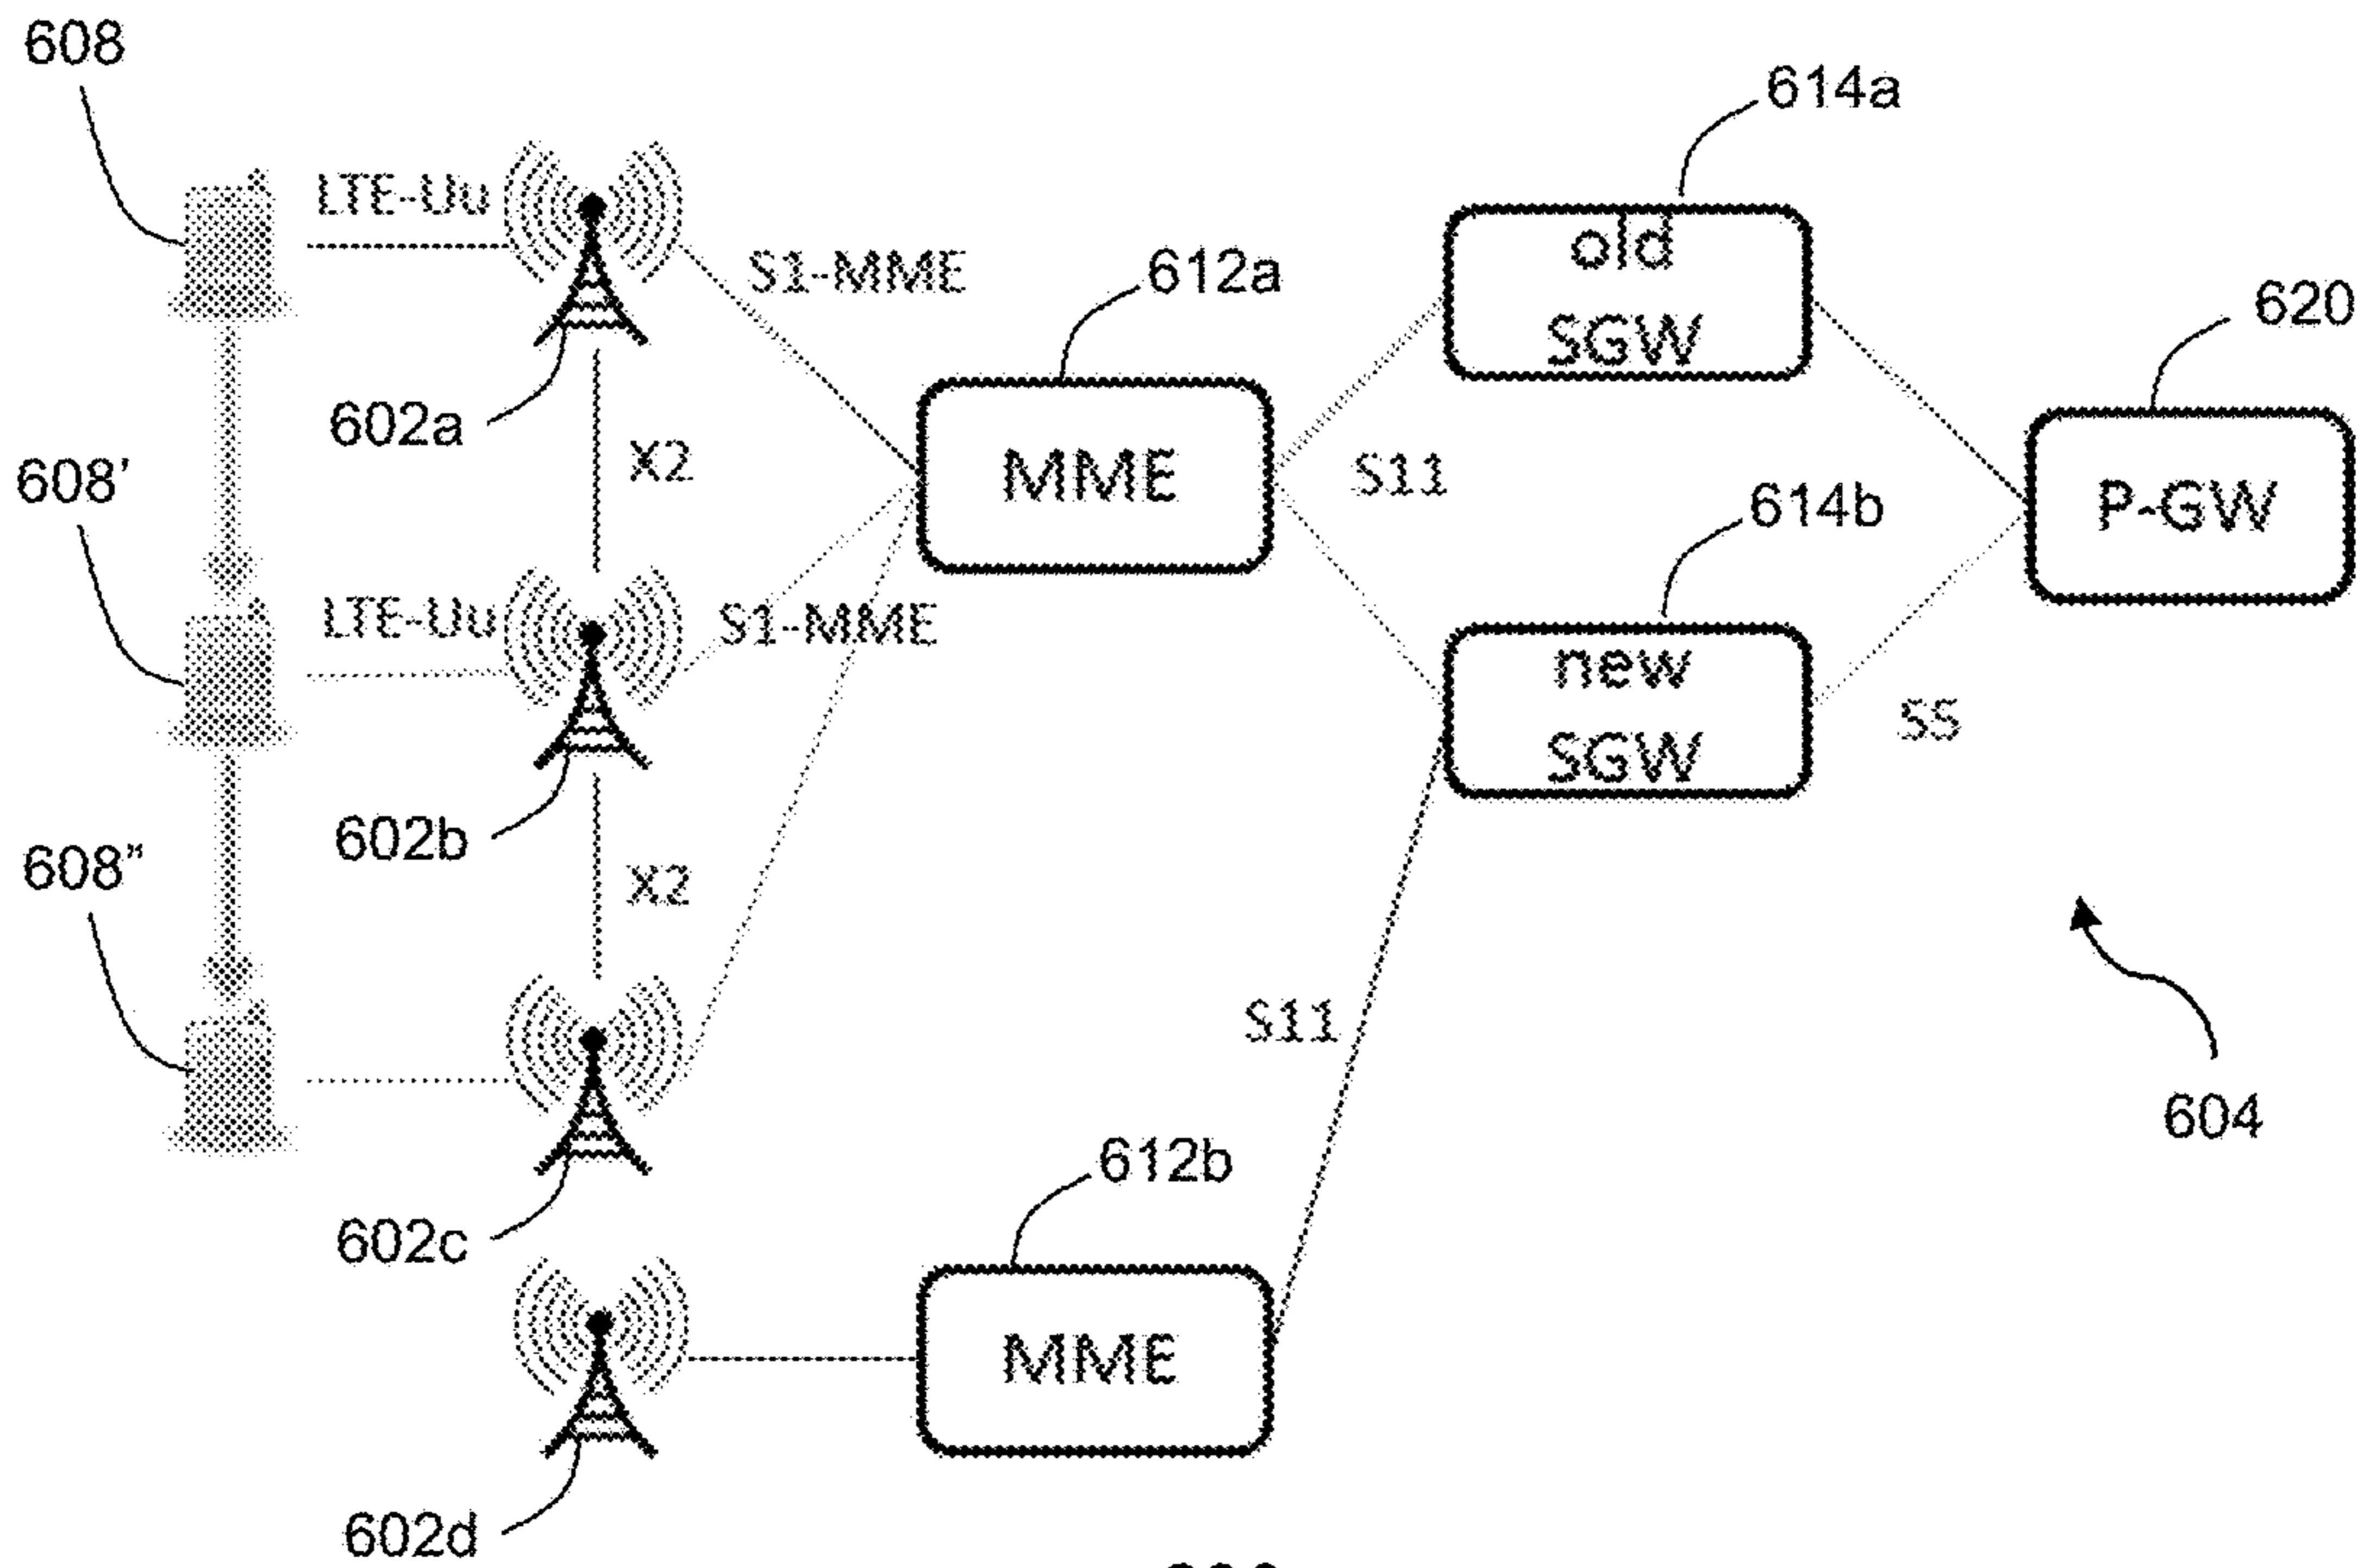 608
614a
LTE-Uu
old
S1-MME
612a
620
SGW
602a
X2
MME
S11
608'
614b
P-GW
LTE-Uu
S1-MME
new
S5
SGW
602b
608"
X2
S11
604
612b
602c
MME
602d